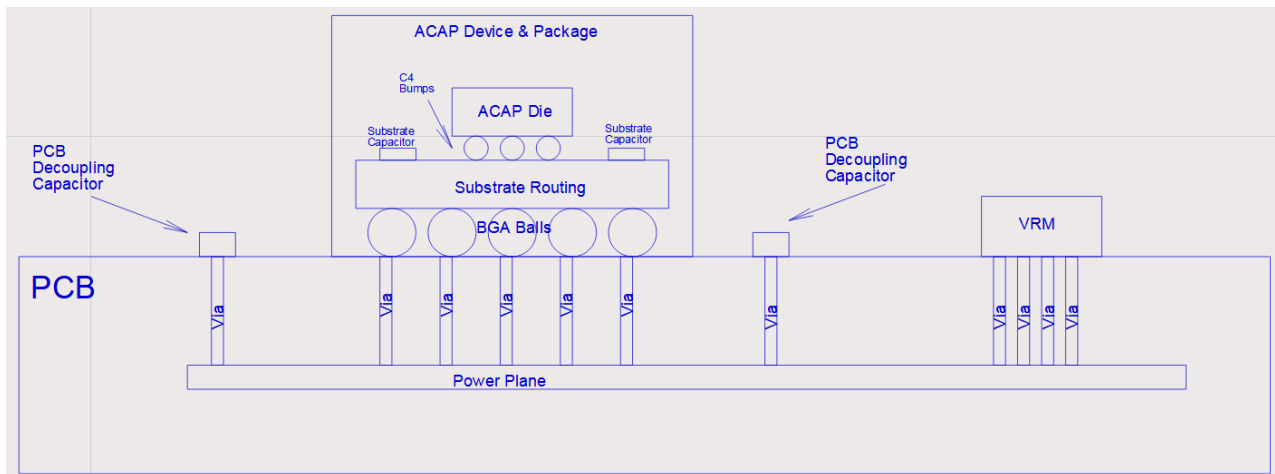 ACAP Device & Package
C4
Bumps
ACAP Die
Substrate
Capacitor
Substrate
Capacitor
PCB
Decoupling
Capacitor
PCB
Decoupling
Capacitor
Substrate Routing
BGA Balls
VRM
PCB
Via
Via
Via
Via
Via
Via
Via
Via
Via
Via
Via
Power Plane